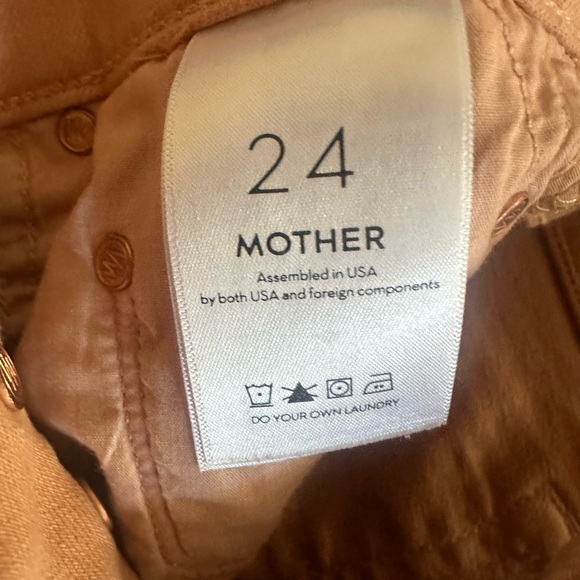 24
MOTHER
Assembled in USA
by both USA and foreign components
DO YOUR OWN LAUNDRY